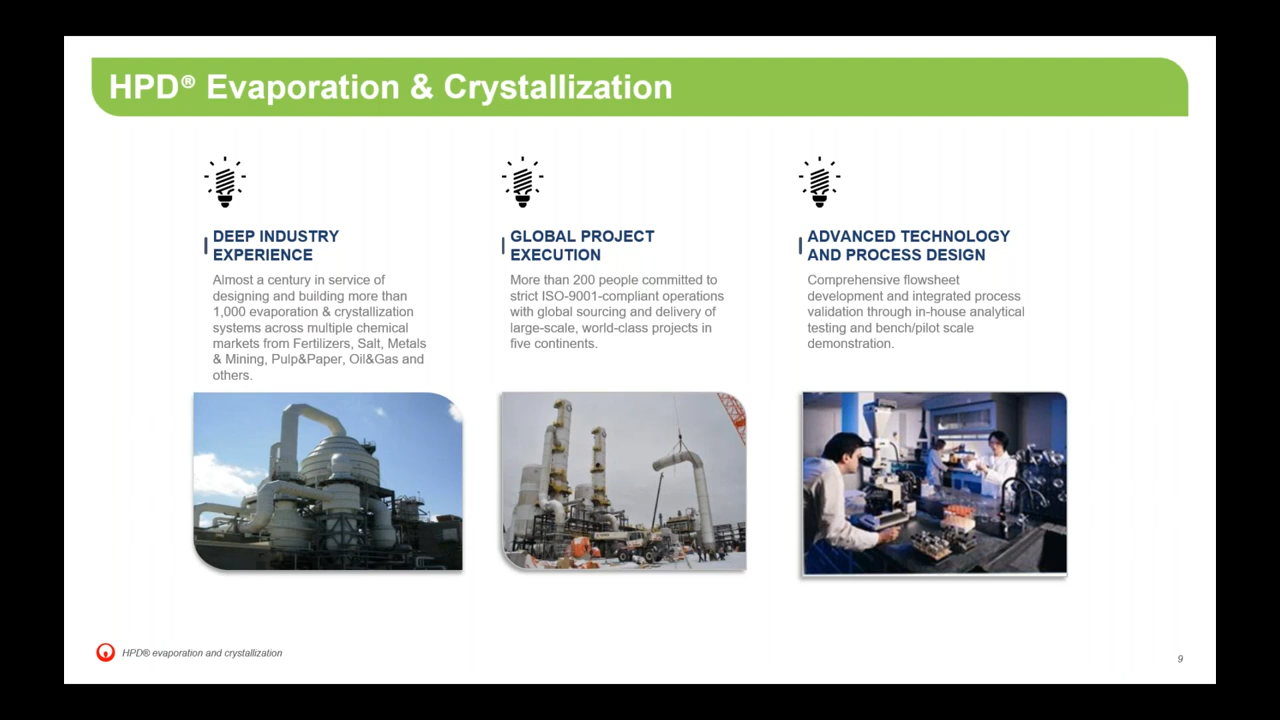 HPD® Evaporation & Crystallization
DEEP INDUSTRY
EXPERIENCE
Almost a century in service of
designing and building more than
1,000 evaporation & crystallization
systems across multiple chemical
markets from Fertilizers, Salt, Metals
& Mining, Pulp&Paper, Oil&Gas and
others.
GLOBAL PROJECT
EXECUTION
More than 200 people committed to
strict ISO-9001-compliant operations
with global sourcing and delivery of
large-scale, world-class projects in
five continents.
ADVANCED TECHNOLOGY
AND PROCESS DESIGN
Comprehensive flowsheet
development and integrated process
validation through in-house analytical
testing and bench/pilot scale
demonstration.
HPD® evaporation and crystallization
9